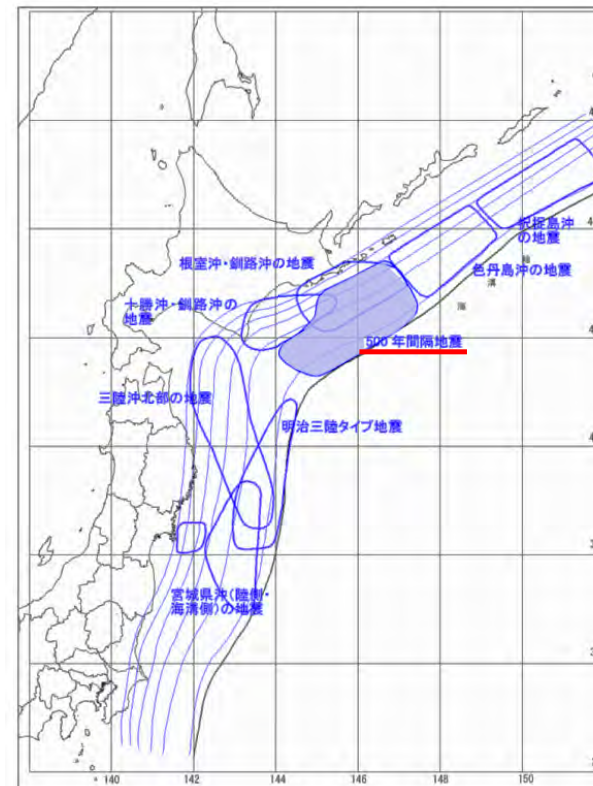 択捉島沖
の地震
根室沖・釧路沖の地震
色丹島沖の地震
溝
海
十勝沖・釧路沖の
地震
500年間隔地震
三陸沖北部の地震
明治三陸タイプ地震
宮城県沖(陸側・
海溝側)の地震
140 142 144 146 148 150